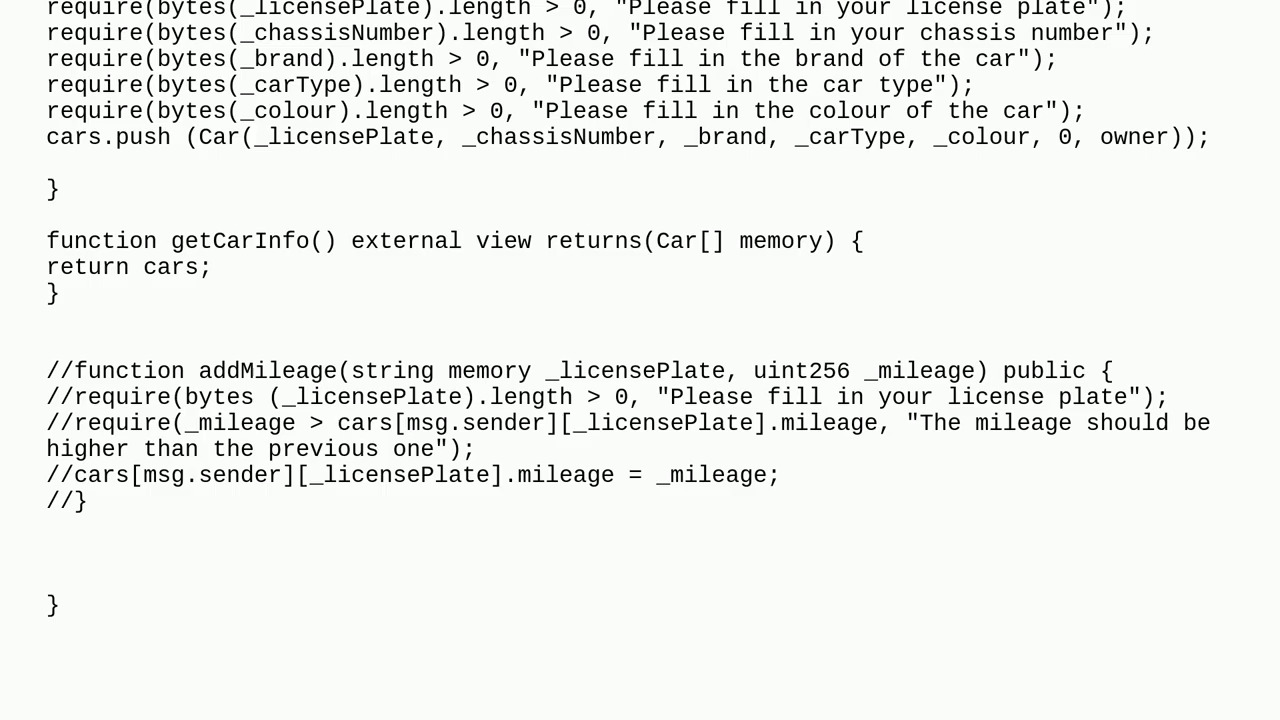 require(bytes(_licensePlate).length > 0, "Please fill in your license plate");
require(bytes(_chassisNumber).length > 0, "Please fill in your chassis number");
require(bytes(_brand).length > 0, "Please fill in the brand of the car");
require(bytes(_carType).length > 0, "Please fill in the car type");
require(bytes(_colour).length > 0, "Please fill in the colour of the car");
cars.push (Car(_licensePlate, _chassisNumber, _brand, _carType, _colour, 0, owner));
}
function getCarInfo() external view returns(Car[] memory) {
return cars;
}
//function addMileage(string memory _licensePlate, uint256 _mileage) public {
//require(bytes (_licensePlate).length > 0, "Please fill in your license plate");
//require(_mileage > cars[msg.sender][_licensePlate].mileage, "The mileage should be
higher than the previous one");
//cars[msg.sender][_licensePlate].mileage = _mileage;
//}
}